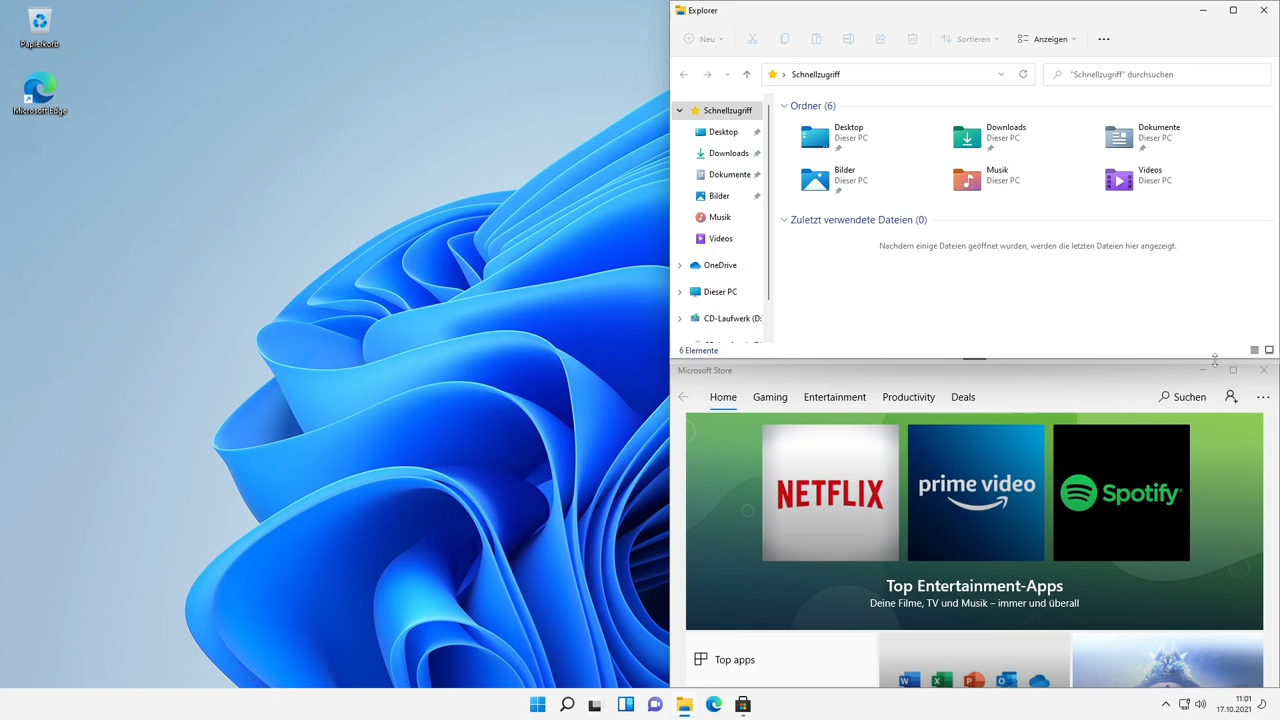 Papierkorb
Microsoft Edge
Explorer
Neu
Sortieren
Anzeigen
Schnellzugriff
"Schnellzugriff" durchsuchen
Schnellzugriff
Desktop
Downloads
Dokumente
Bilder
Musik
Videos
OneDrive
Dieser PC
CD-Laufwerk (D:
Ordner (6)
Desktop
Dieser PC
Downloads
Dieser PC
Dokumente
Dieser PC
Bilder
Dieser PC
Musik
Dieser PC
Videos
Dieser PC
Zuletzt verwendete Dateien (0)
Nachdem einige Dateien geöffnet wurden, werden die letzten Dateien hier angezeigt.
6 Elemente
Microsoft Store
Home Gaming Entertainment Productivity Deals
Suchen
NETFLIX
prime video
Spotify
Top Entertainment-Apps
Deine Filme, TV und Musik – immer und überall
Top apps
10:01
17.10.2021